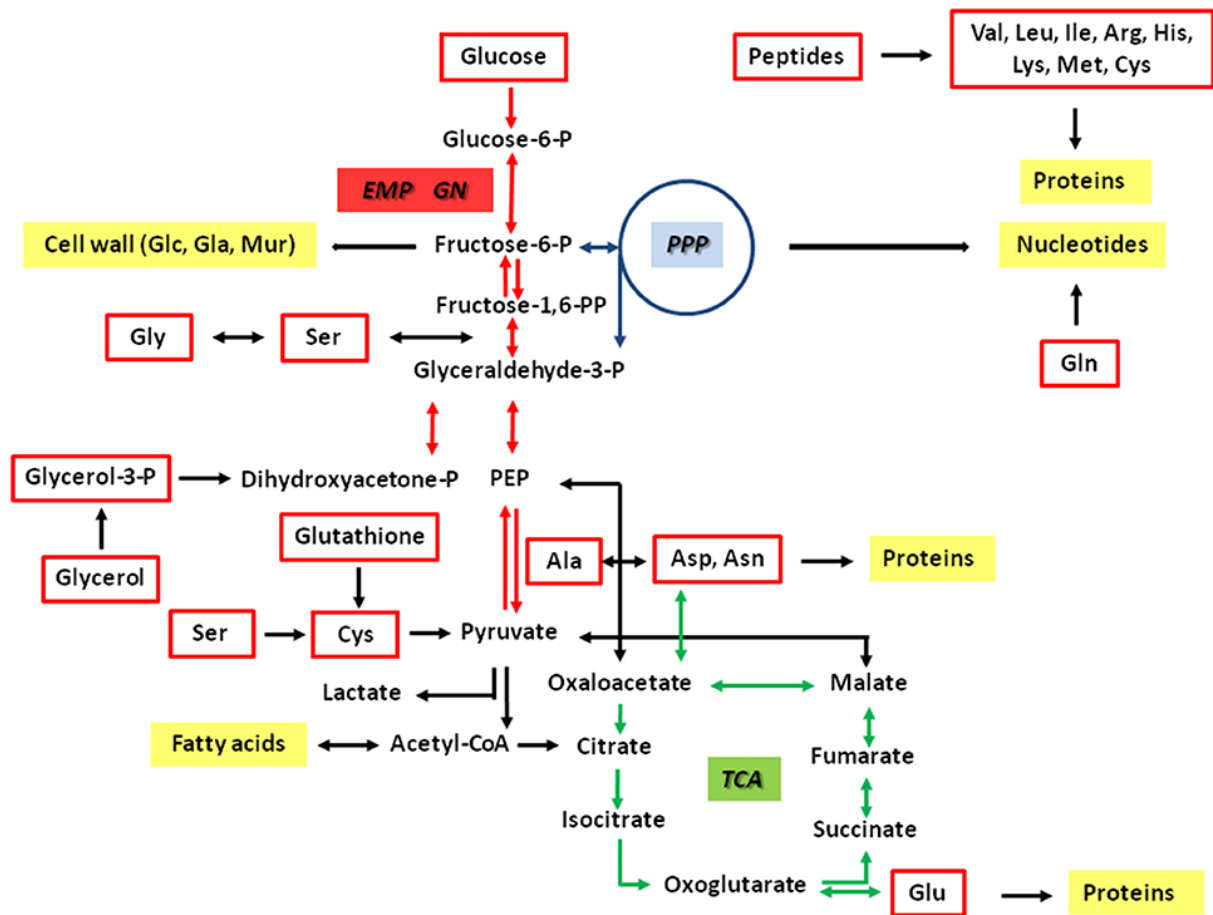 Glucose
Peptides
Val, Leu, Ile, Arg, His,
Lys, Met, Cys
Glucose-6-P
EMP GN
Proteins
Cell wall (Glc, Gla, Mur)
Fructose-6-P
PPP
Nucleotides
Fructose-1,6-PP
Gly
Ser
Glyceraldehyde-3-P
Gln
Glycerol-3-P
Dihydroxyacetone-P
PEP
Glutathione
Ala
Asp, Asn
Proteins
Glycerol
Ser
Cys
Pyruvate
Lactate
Oxaloacetate
Malate
Fatty acids
Acetyl-CoA
Citrate
Fumarate
TCA
Isocitrate
Succinate
Oxoglutarate
Glu
Proteins